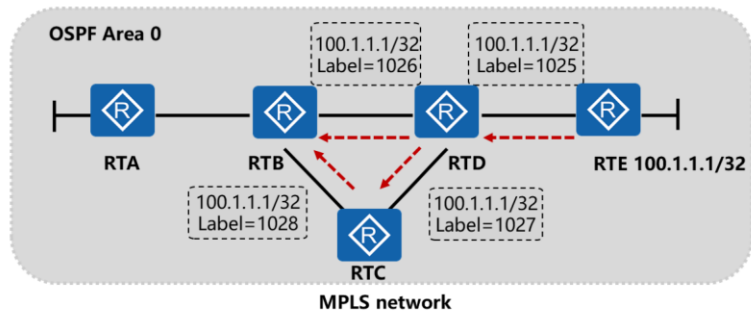 OSPF Area 0
100.1.1.1/32
Label=1026
100.1.1.1/32
Label=1025
R
R
R
R
RTA
RTB
RTD
RTE 100.1.1.1/32
100.1.1.1/32
Label=1028
R
100.1.1.1/32
Label=1027
RTC
MPLS network